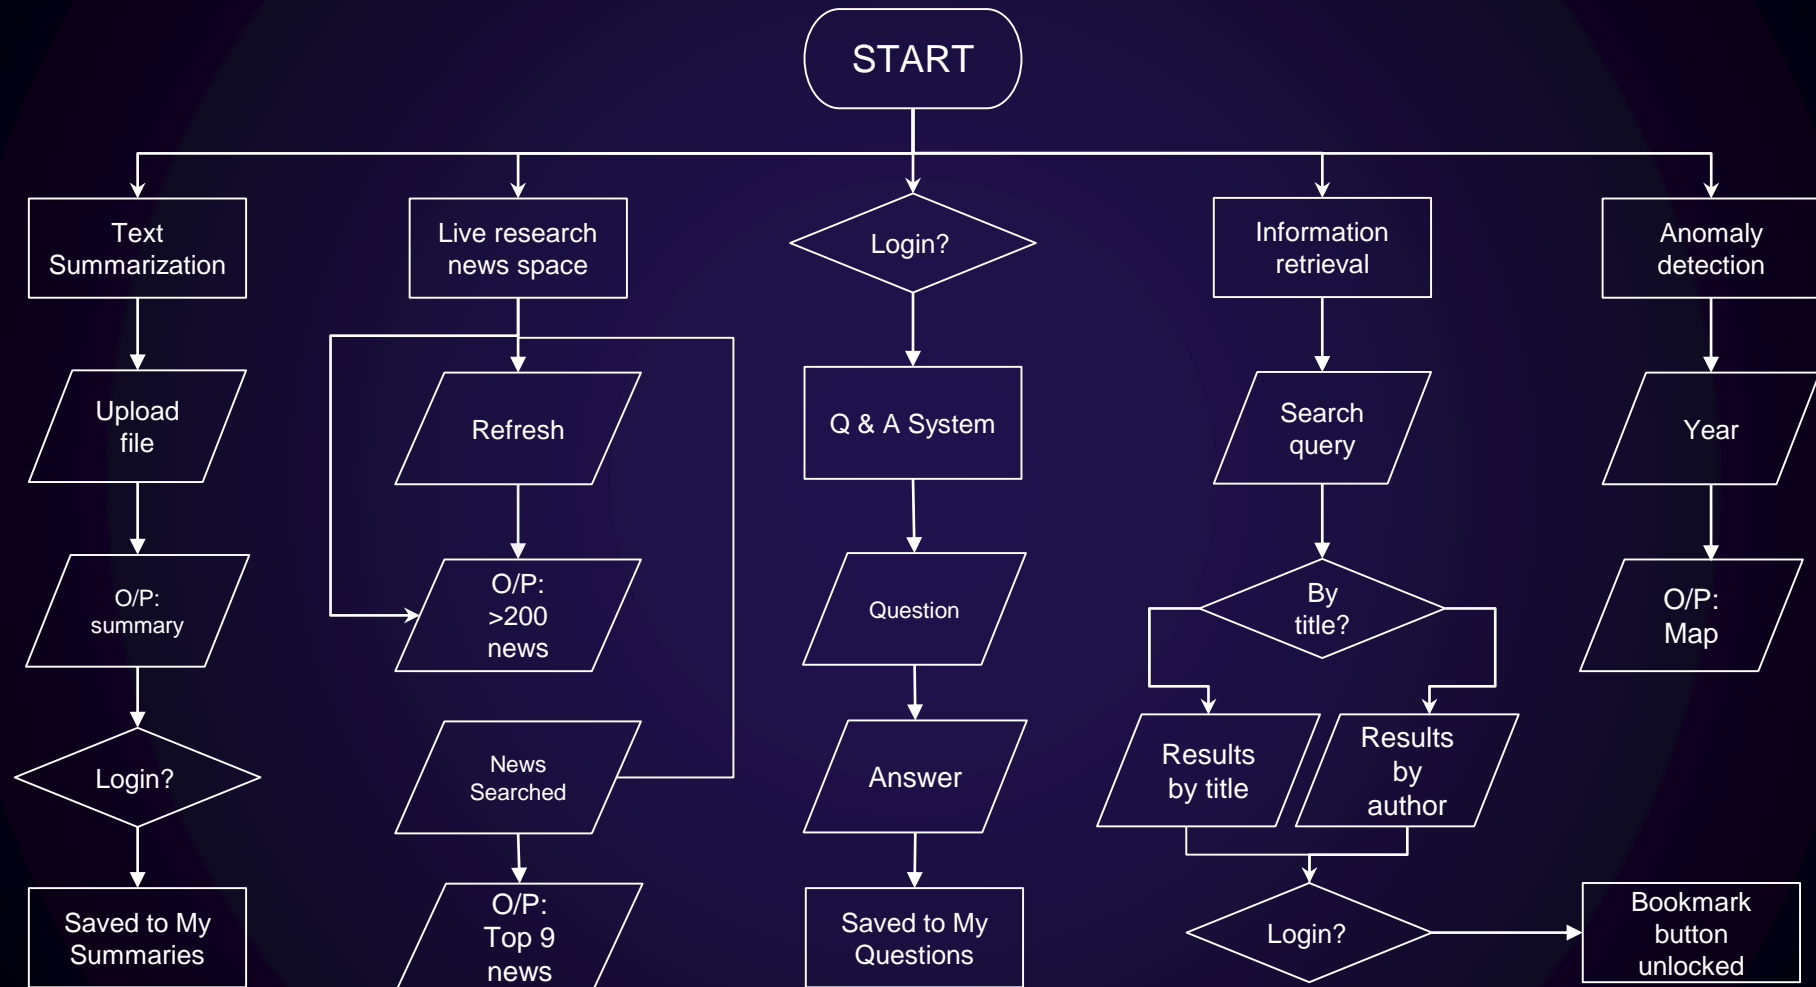 START
Text
Summarization
Live research
news space
Login?
Information
retrieval
Anomaly
detection
Upload
file
Refresh
Q & A System
Search
query
Year
O/P:
summary
O/P:
>200
news
Question
By
title?
O/P:
Map
Login?
News
Searched
Answer
Results
by title
Results
by
author
Saved to My
Summaries
O/P:
Top 9
news
Saved to My
Questions
Login?
Bookmark
button
unlocked